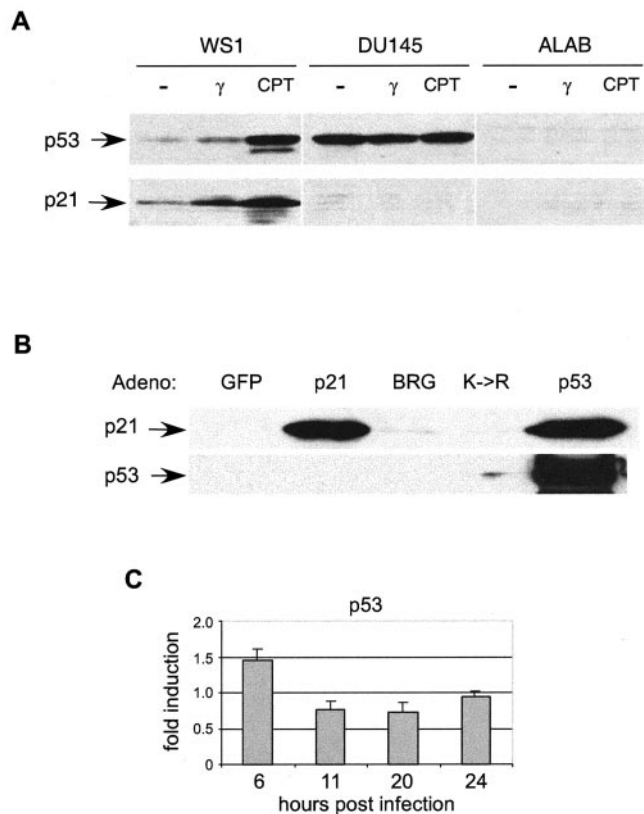 A
WS1 DU145 ALAB
- γ CPT - γ CPT - γ CPT
p53
p21
B
Adeno: GFP p21 BRG K->R p53
p21
p53
C
p53
fold induction
2.0
1.5
1.0
0.5
0
6 11 20 24
hours post infection